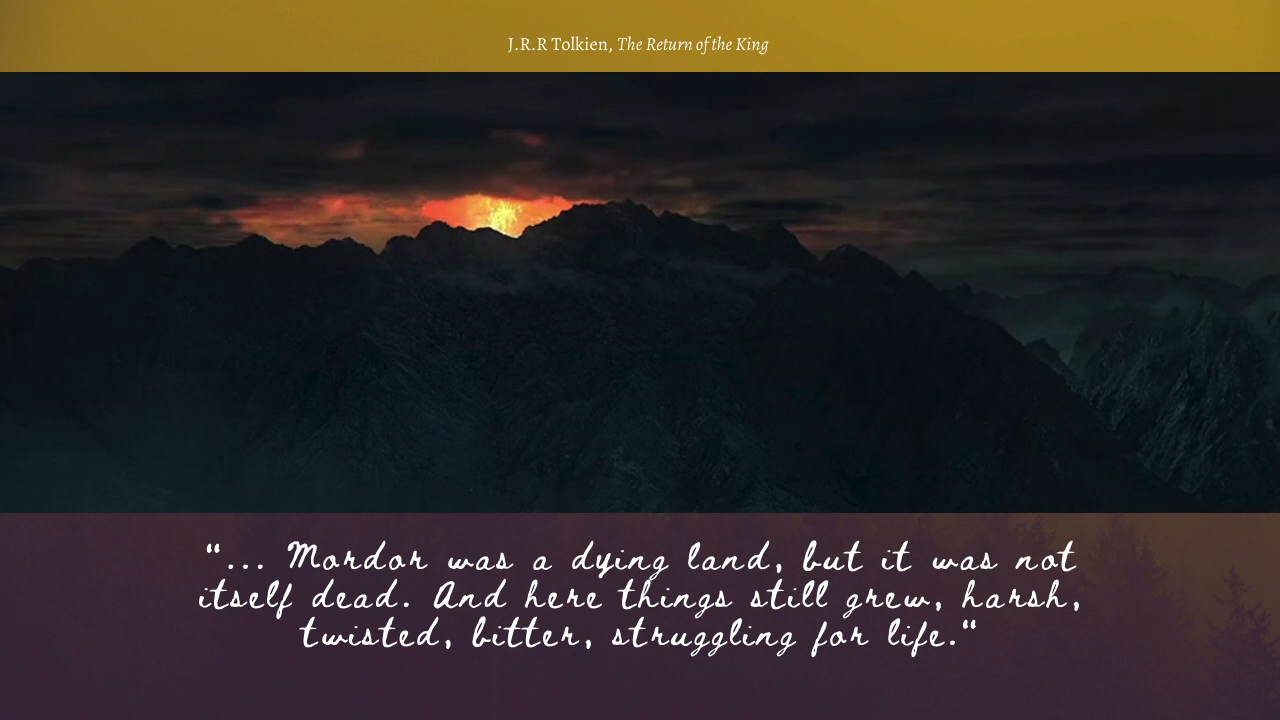 J.R.R Tolkien, The Return of the King
“... Mordor was a dying land, but it was not
itself dead. And here things still grew, harsh,
twisted, bitter, struggling for life.“